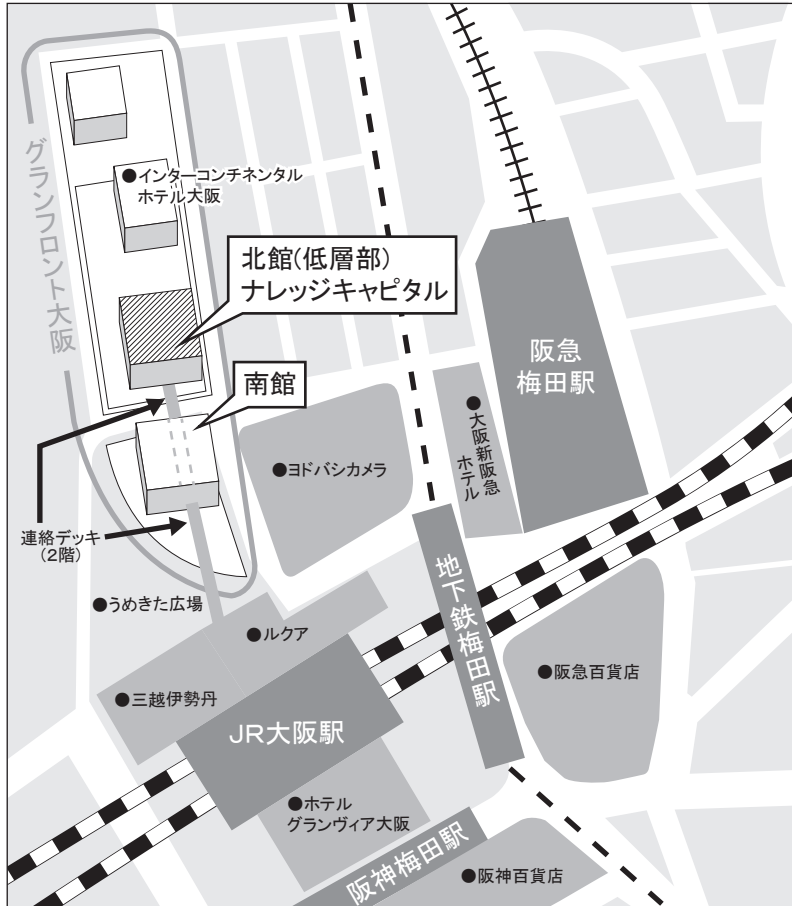 グランフロント大阪
●インターコンチネンタル
ホテル大阪
北館(低層部)
ナレッジキャピタル
南館
阪急
梅田駅
●大阪新阪急
ホテル
●ヨドバシカメラ
連絡デッキ
(2階)
地下鉄梅田駅
●うめきた広場
●ルクア
●阪急百貨店
●三越伊勢丹
JR大阪駅
●ホテル
グランヴィア大阪
阪神梅田駅
●阪神百貨店